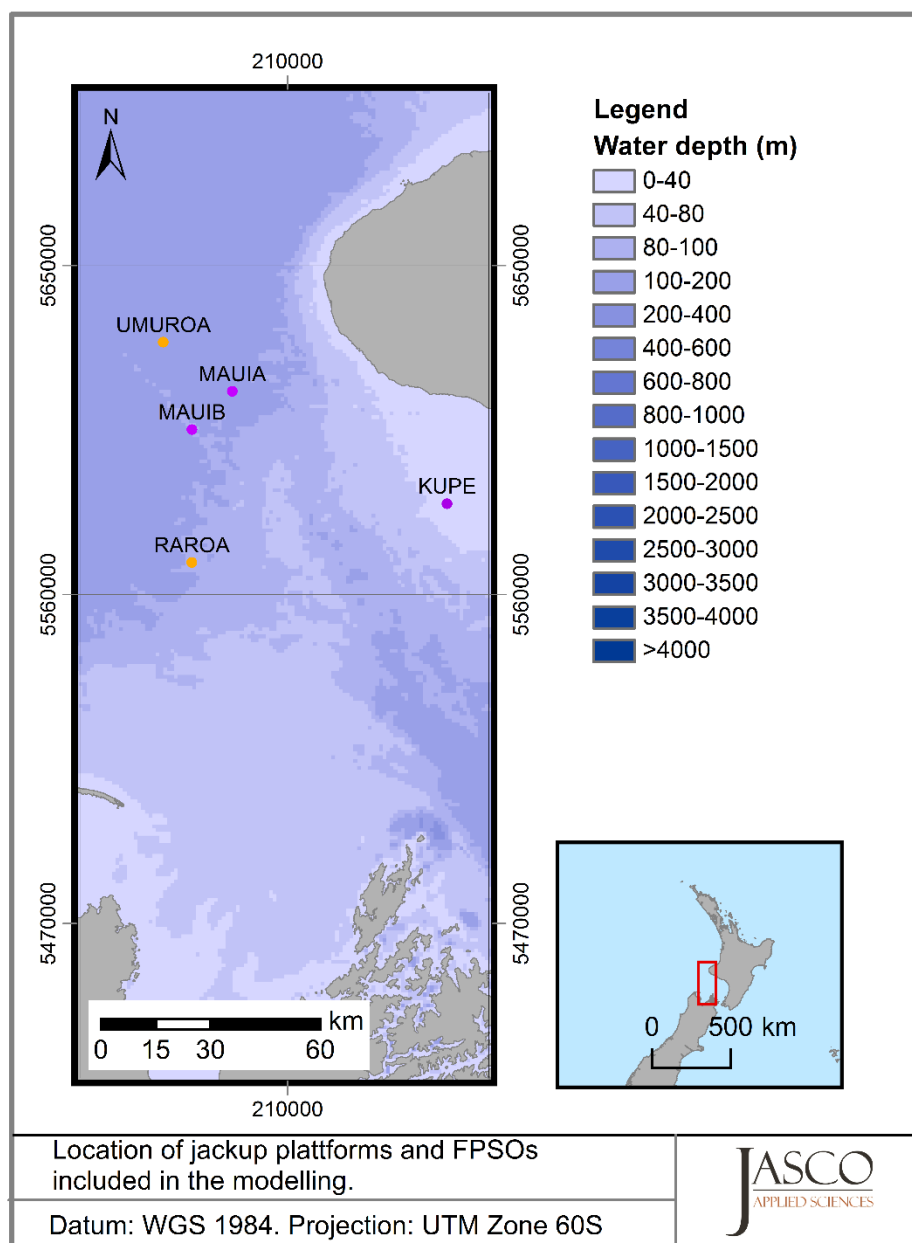 210000
N
5650000
5650000
UMUROA
MAUIA
MAUIB
KUPE
RAROA
5560000
5560000
5470000
5470000
km
0 15 30 60
210000
Legend
Water depth (m)
0-40
40-80
80-100
100-200
200-400
400-600
600-800
800-1000
1000-1500
1500-2000
2000-2500
2500-3000
3000-3500
3500-4000
>4000
0 500 km
Location of jackup plattforms and FPSOs
included in the modelling.
Datum: WGS 1984. Projection: UTM Zone 60S
JASCO
APPLIED SCIENCES